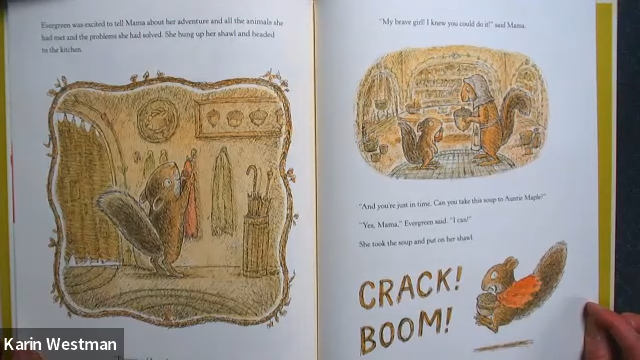 Evergreen was excited to tell Mama about her adventure and all the animals she
had met and the problems she had solved. She hung up her shawl and headed
to the kitchen.
"My brave girl! I knew you could do it!" said Mama.
"And you're just in time. Can you take this soup to Auntie Maple?"
"Yes, Mama," Evergreen said. "I can!"
She took the soup and put on her shawl.
CRACK!
BOOM!
Karin Westman